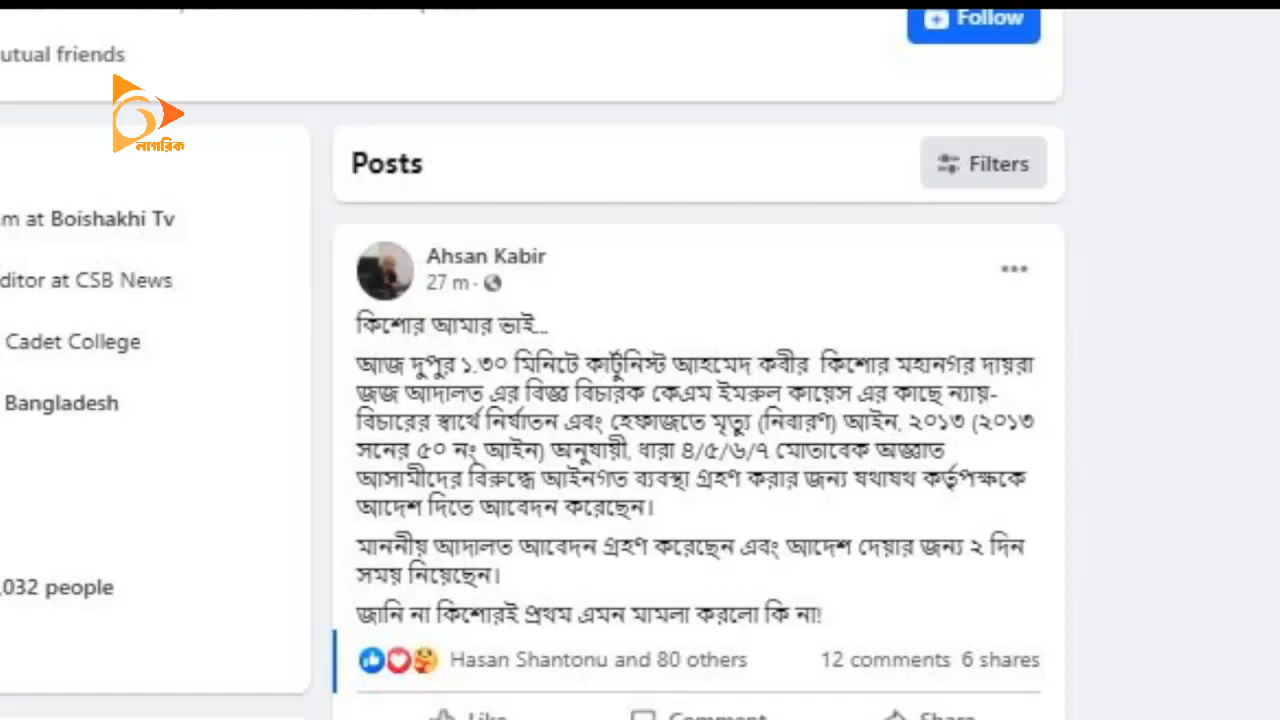 Follow
utual friends
নাগরিক
Posts
Filters
m at Boishakhi Tv
ditor at CSB News
Cadet College
Bangladesh
,032 people
Ahsan Kabir
27 m ·
কিশোর আমার ভাই...
আজ দুপুর ১.৩০ মিনিটে কার্টুনিস্ট আহমেদ কবীর কিশোর মহানগর দায়রা
জজ আদালত এর বিজ্ঞ বিচারক কেএম ইমরুল কায়েস এর কাছে ন্যায়-
বিচারের স্বার্থে নির্যাতন এবং হেফাজতে মৃত্যু (নিবারণ) আইন, ২০১৩ (২০১৩
সনের ৫০ নং আইন) অনুযায়ী, ধারা ৪/৫/৬/৭ মোতাবেক অজ্ঞাত
আসামীদের বিরুদ্ধে আইনগত ব্যবস্থা গ্রহণ করার জন্য যথাযথ কর্তৃপক্ষকে
আদেশ দিতে আবেদন করেছেন।
মাননীয় আদালত আবেদন গ্রহণ করেছেন এবং আদেশ দেয়ার জন্য ২ দিন
সময় নিয়েছেন।
জানি না কিশোরই প্রথম এমন মামলা করলো কি না!
Hasan Shantonu and 80 others
12 comments 6 shares
Like
Comment
Share